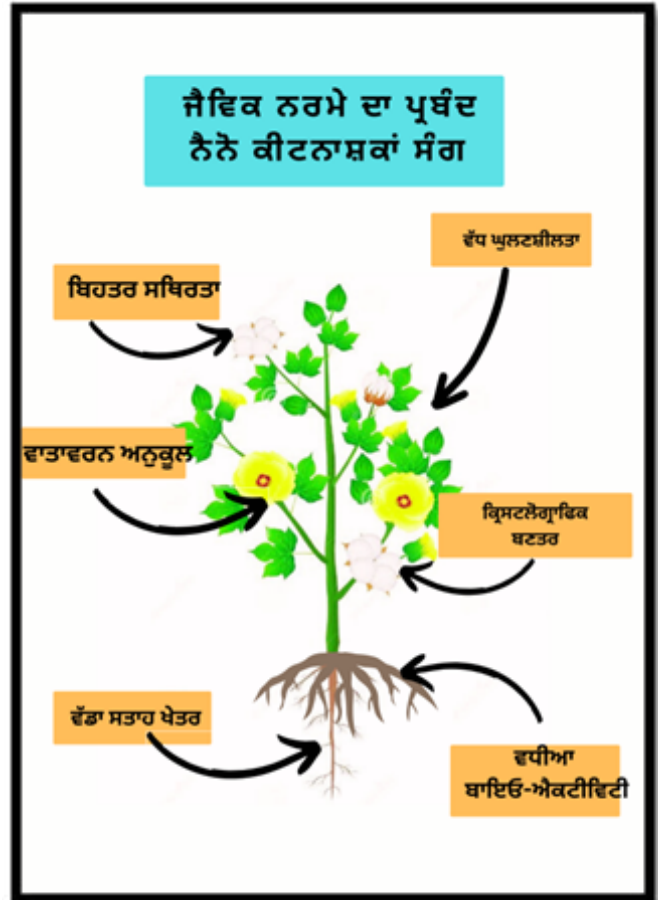 ਜੈਵਿਕ ਨਰਮੇ ਦਾ ਪ੍ਰਬੰਦ
ਨੈਨੋ ਕੀਟਨਾਸ਼ਕਾਂ ਸੰਗ
ਵੱਧ ਘੁਲਣਸ਼ੀਲਤਾ
ਬਿਹਤਰ ਸਥਿਰਤਾ
ਵਾਤਾਵਰਨ ਅਨੁਕੂਲ
ਕ੍ਰਿਸਟਲੋਗ੍ਰਾਫਿਕ
ਬਣਤਰ
ਵੱਡਾ ਸਤਾਹ ਖੇਤਰ
ਵਧੀਆ
ਬਾਇਓ-ਐਕਟੀਵਿਟੀ